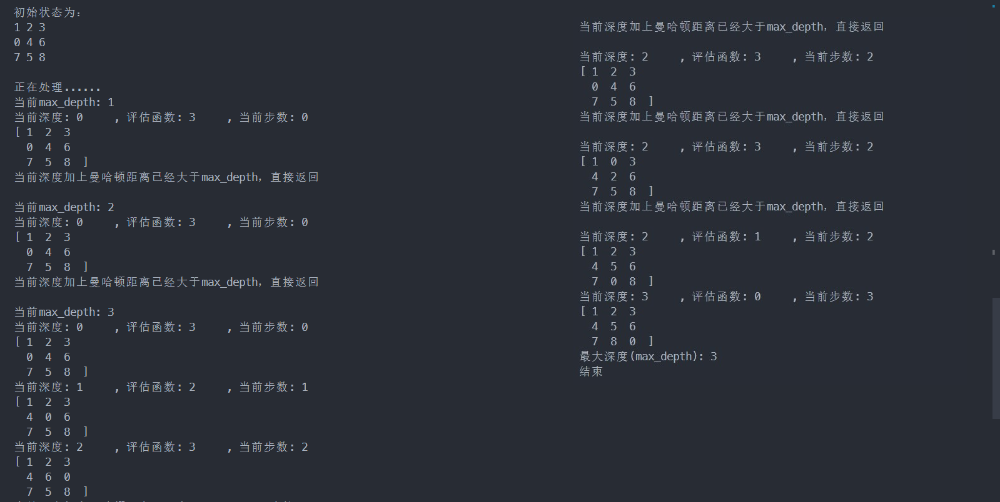 初始状态为:
1 2 3
0 4 6
7 5 8
正在处理......
当前max_depth: 1
当前深度: 0 , 评估函数: 3 , 当前步数: 0
[ 1 2 3
0 4 6
7 5 8 ]
当前深度加上曼哈顿距离已经大于max_depth，直接返回
当前max_depth: 2
当前深度: 0 , 评估函数: 3 , 当前步数: 0
[ 1 2 3
0 4 6
7 5 8 ]
当前深度加上曼哈顿距离已经大于max_depth，直接返回
当前max_depth: 3
当前深度: 0 , 评估函数: 3 , 当前步数: 0
[ 1 2 3
0 4 6
7 5 8 ]
当前深度: 1 , 评估函数: 2 , 当前步数: 1
[ 1 2 3
4 0 6
7 5 8 ]
当前深度: 2 , 评估函数: 3 , 当前步数: 2
[ 1 2 3
4 6 0
7 5 8 ]
当前深度加上曼哈顿距离已经大于max_depth，直接返回
当前深度: 2 , 评估函数: 3 , 当前步数: 2
[ 1 2 3
0 4 6
7 5 8 ]
当前深度加上曼哈顿距离已经大于max_depth，直接返回
当前深度: 2 , 评估函数: 3 , 当前步数: 2
[ 1 0 3
4 2 6
7 5 8 ]
当前深度加上曼哈顿距离已经大于max_depth，直接返回
当前深度: 2 , 评估函数: 1 , 当前步数: 2
[ 1 2 3
4 5 6
7 0 8 ]
当前深度: 3 , 评估函数: 0 , 当前步数: 3
[ 1 2 3
4 5 6
7 8 0 ]
最大深度(max_depth): 3
结束